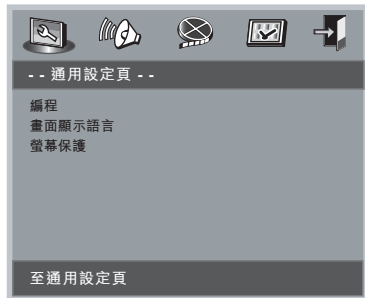 - - 通用設定頁 - -
編程
畫面顯示語言
螢幕保護
至通用設定頁